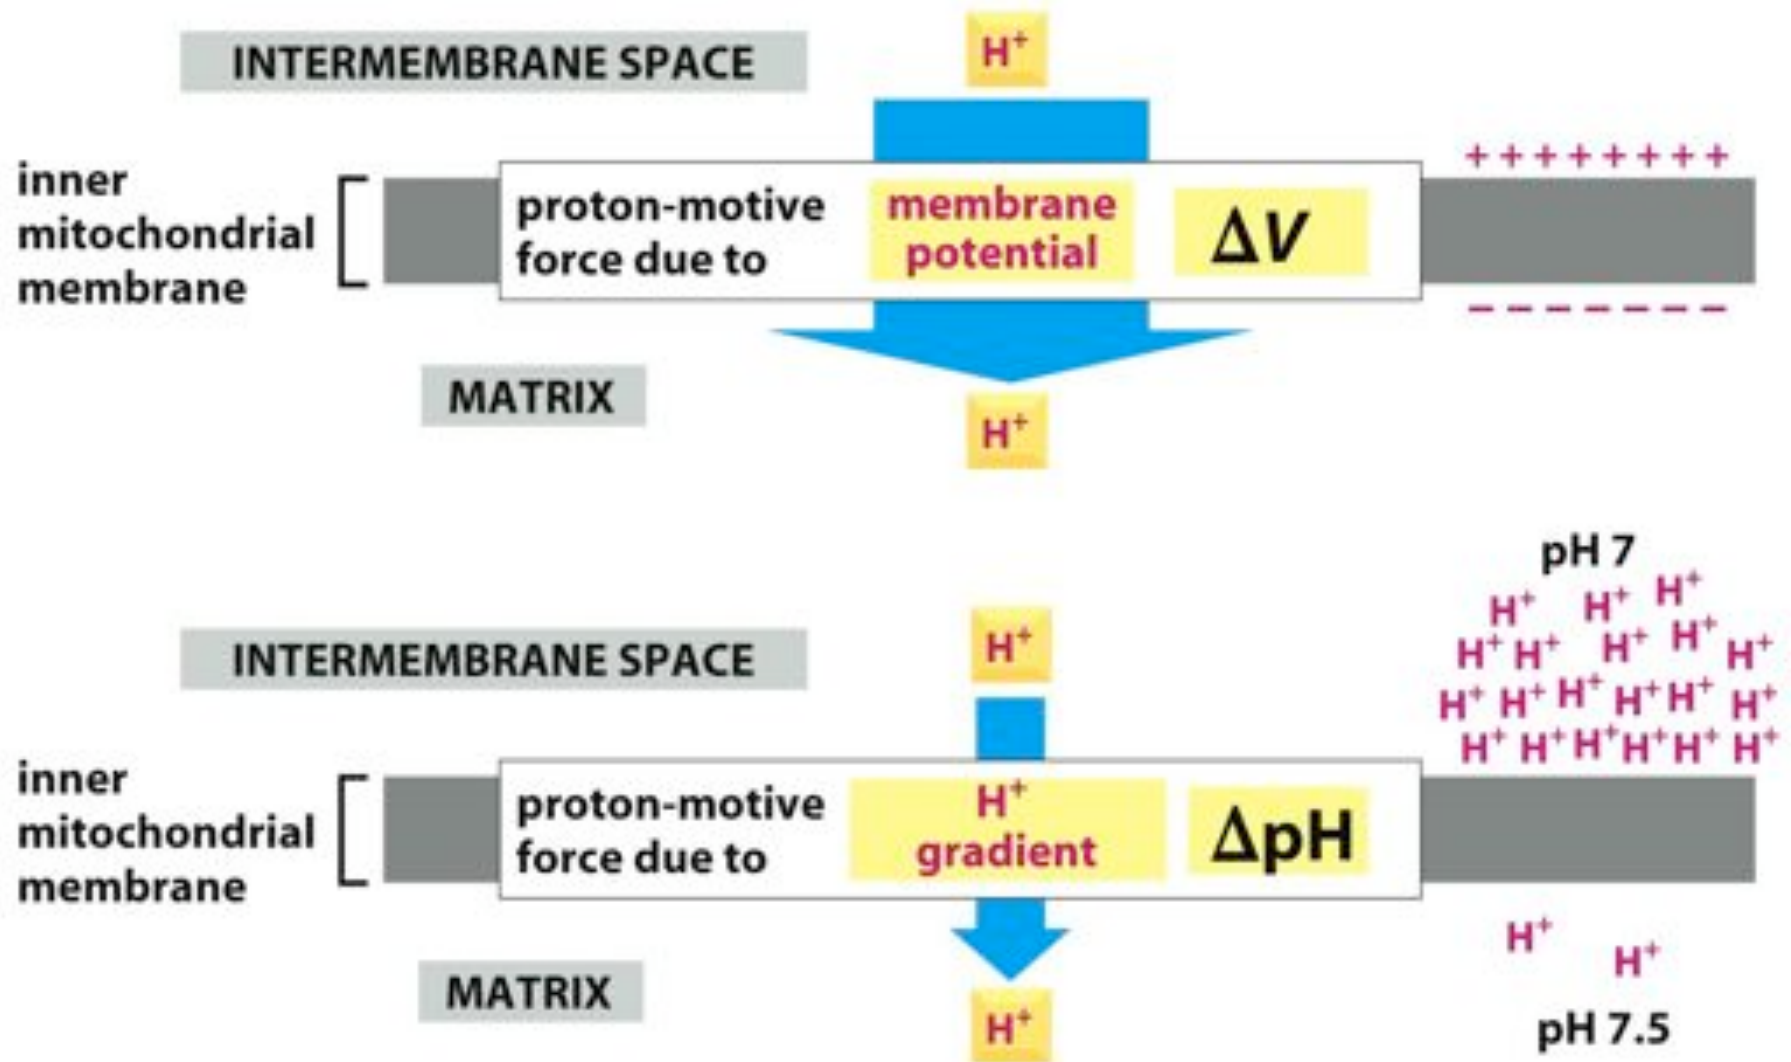 INTERMEMBRANE SPACE
H⁺
+ + + + + + + +
inner
mitochondrial
membrane
proton-motive
force due to
membrane
potential
ΔV
– – – – – – –
MATRIX
H⁺
pH 7
H⁺ H⁺ H⁺
H⁺ H⁺ H⁺ H⁺ H⁺
H⁺ H⁺ H⁺ H⁺ H⁺ H⁺
H⁺ H⁺ H⁺ H⁺ H⁺ H⁺
INTERMEMBRANE SPACE
H⁺
inner
mitochondrial
membrane
proton-motive
force due to
H⁺
gradient
ΔpH
H⁺ H⁺
pH 7.5
MATRIX
H⁺